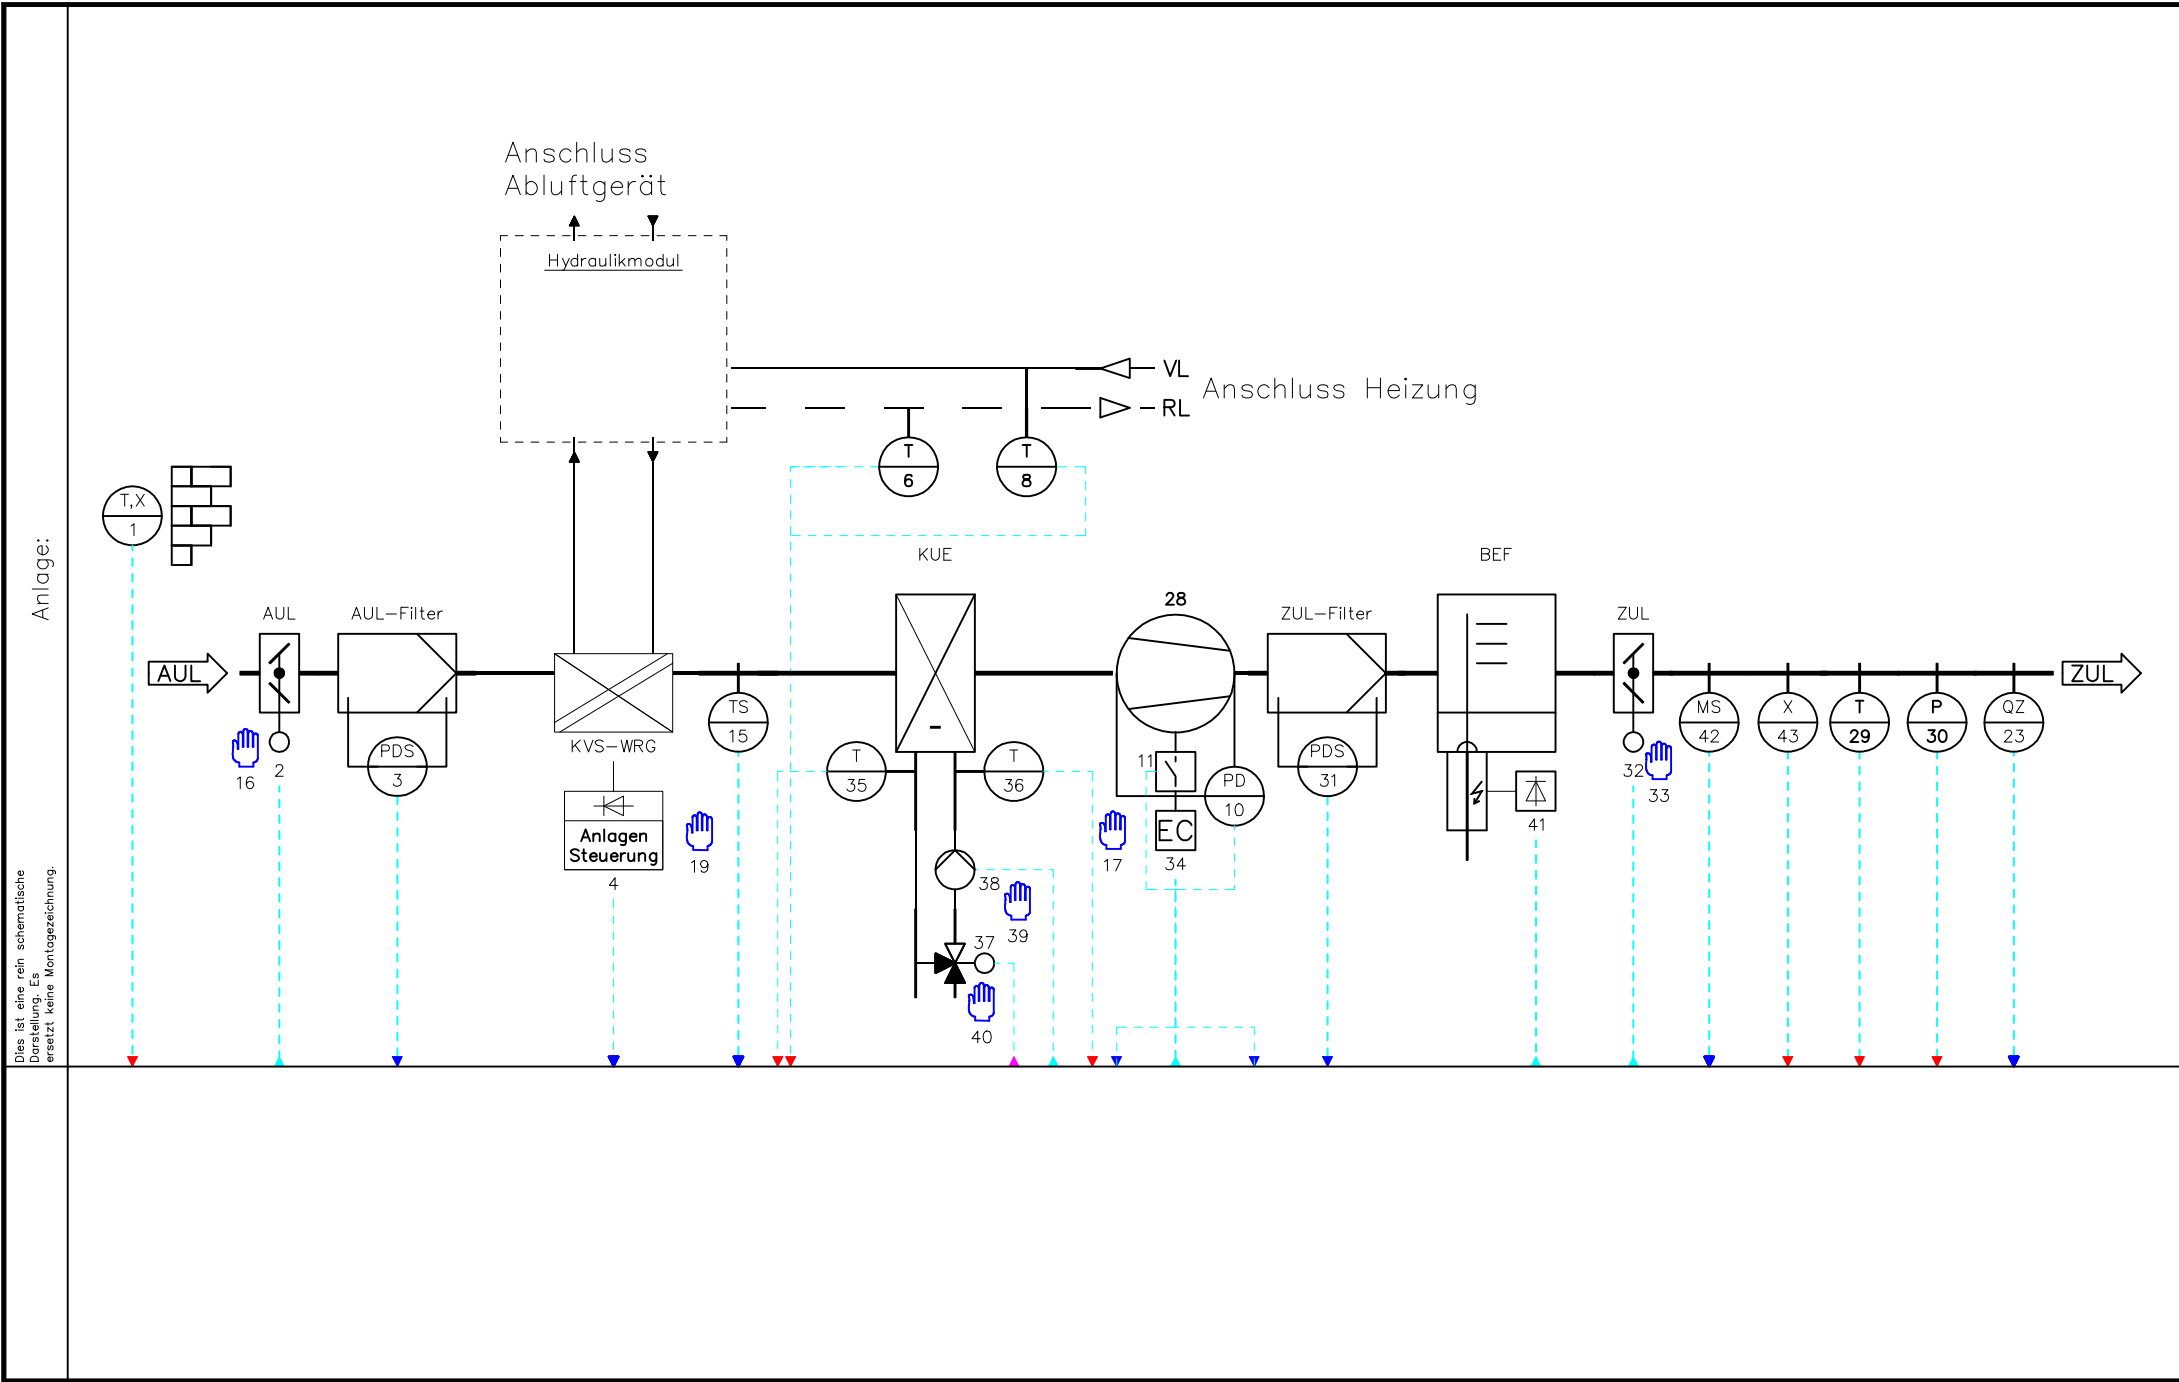 Anschluss
Abluftgerät
Hydraulikmodul
VL
Anschluss Heizung
RL
T
6
T
8
T,X
1
KUE
BEF
Anlage:
AUL
AUL-Filter
28
ZUL-Filter
ZUL
AUL
ZUL
KVS-WRG
TS
15
MS
42
X
43
T
29
P
30
QZ
23
16
2
PDS
3
T
35
T
36
11
PD
10
PDS
31
32
33
Anlagen
Steuerung
4
19
17
EC
34
41
38
39
37
40
Dies ist eine rein schematische
Darstellung. Es
ersetzt keine Montagezeichnung.